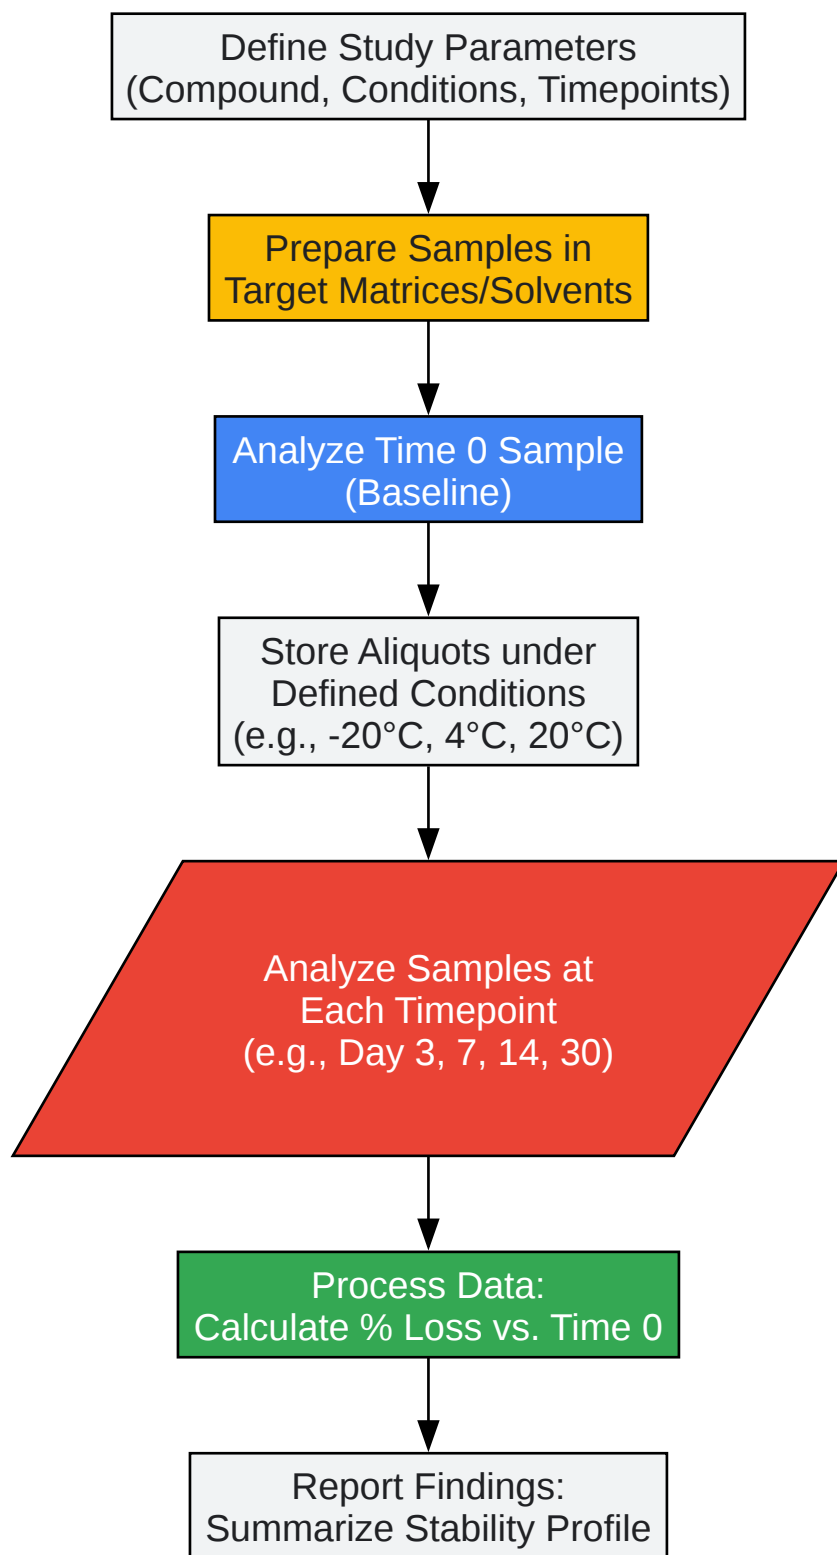 Define Study Parameters
(Compound, Conditions, Timepoints)
Prepare Samples in
Target Matrices/Solvents
Analyze Time 0 Sample
(Baseline)
Store Aliquots under
Defined Conditions
(e.g., -20°C, 4°C, 20°C)
Analyze Samples at
Each Timepoint
(e.g., Day 3, 7, 14, 30)
Process Data:
Calculate % Loss vs. Time 0
Report Findings:
Summarize Stability Profile